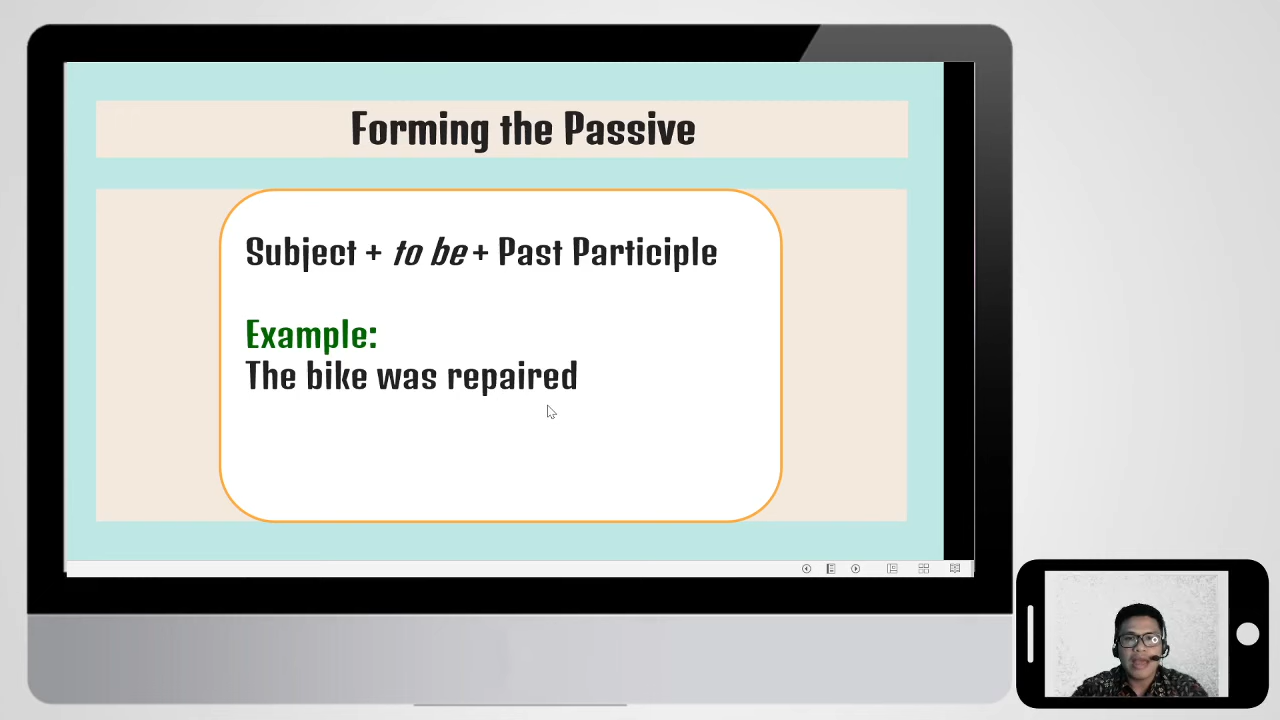 Forming the Passive
Subject + to be + Past Participle
Example:
The bike was repaired